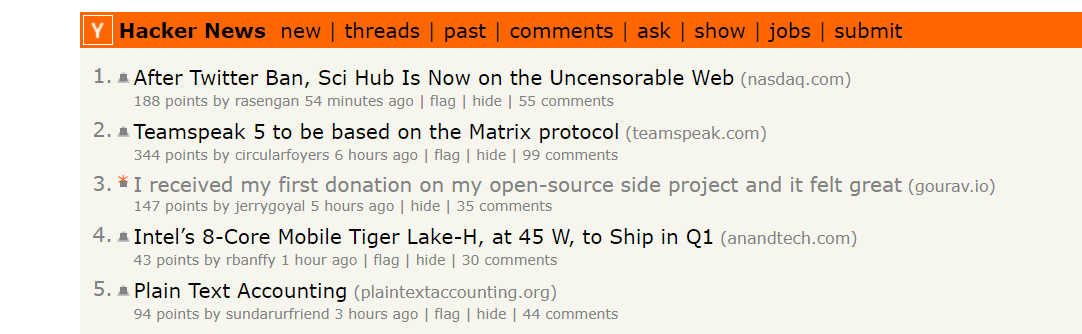 Y Hacker News new | threads | past | comments | ask | show | jobs | submit
1. After Twitter Ban, Sci Hub Is Now on the Uncensorable Web (nasdaq.com)
188 points by rasengan 54 minutes ago | flag | hide | 55 comments
2. Teamspeak 5 to be based on the Matrix protocol (teamspeak.com)
344 points by circularfoyers 6 hours ago | flag | hide | 99 comments
3. I received my first donation on my open-source side project and it felt great (gourav.io)
147 points by jerrygoyal 5 hours ago | hide | 35 comments
4. Intel’s 8-Core Mobile Tiger Lake-H, at 45 W, to Ship in Q1 (anandtech.com)
43 points by rbanffy 1 hour ago | flag | hide | 30 comments
5. Plain Text Accounting (plaintextaccounting.org)
94 points by sundarurfriend 3 hours ago | flag | hide | 44 comments